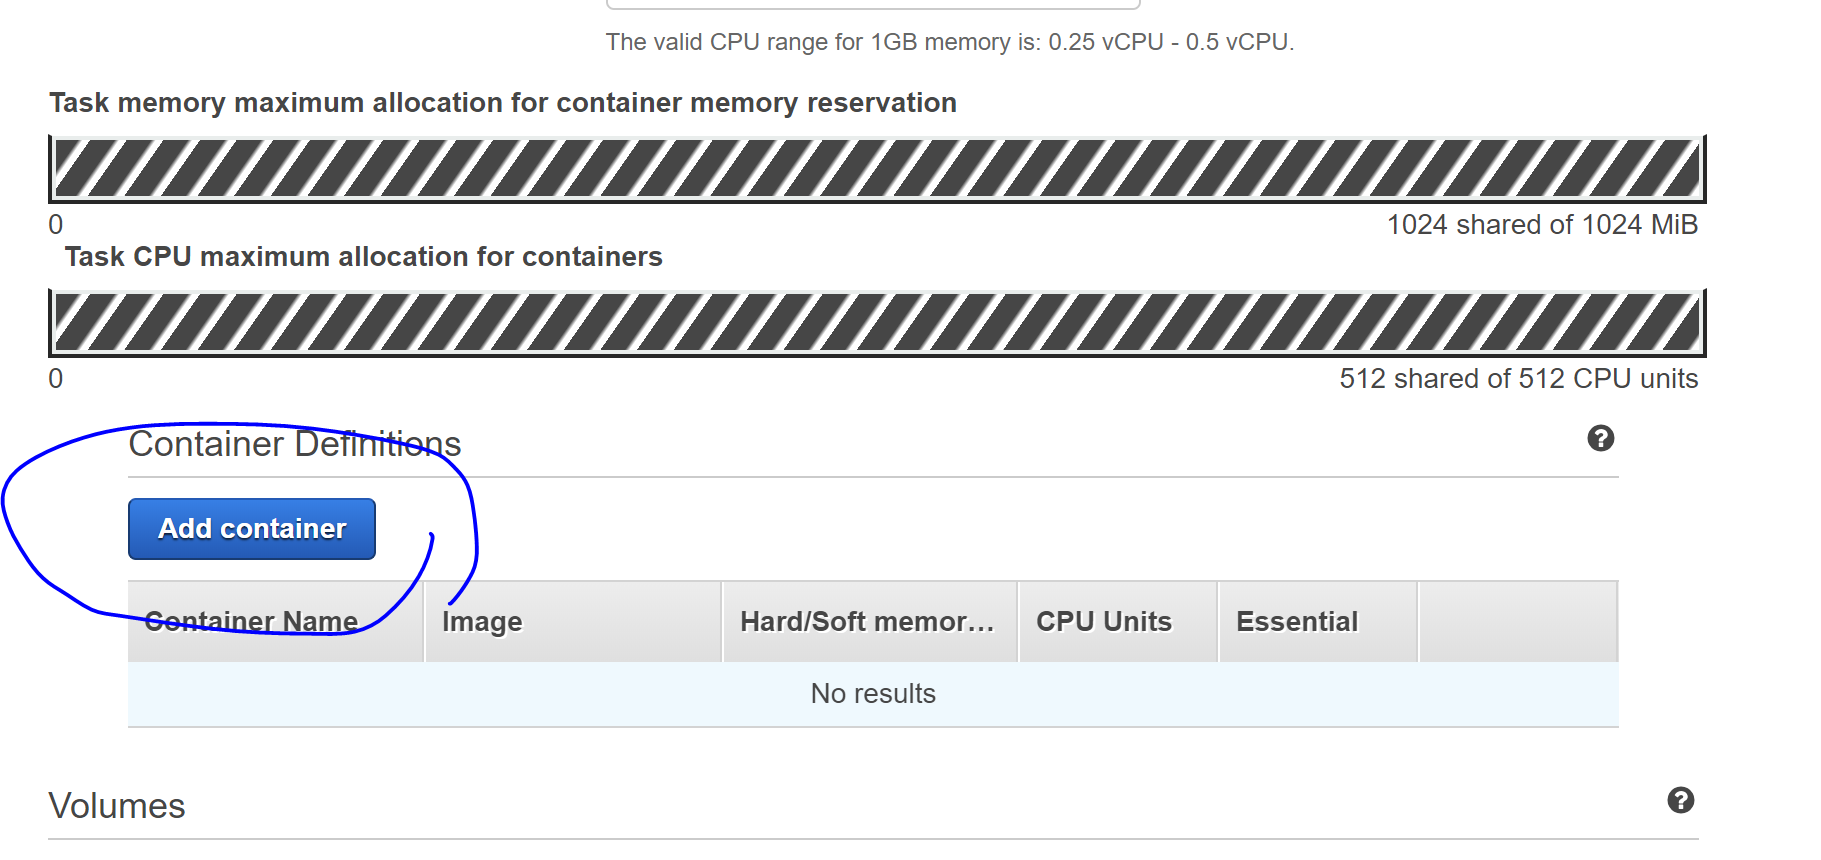 The valid CPU range for 1GB memory is: 0.25 vCPU - 0.5 vCPU.
Task memory maximum allocation for container memory reservation
0
1024 shared of 1024 MiB
Task CPU maximum allocation for containers
0
512 shared of 512 CPU units
Container Definitions
?
Add container
Container Name Image Hard/Soft memor... CPU Units Essential
No results
Volumes
?